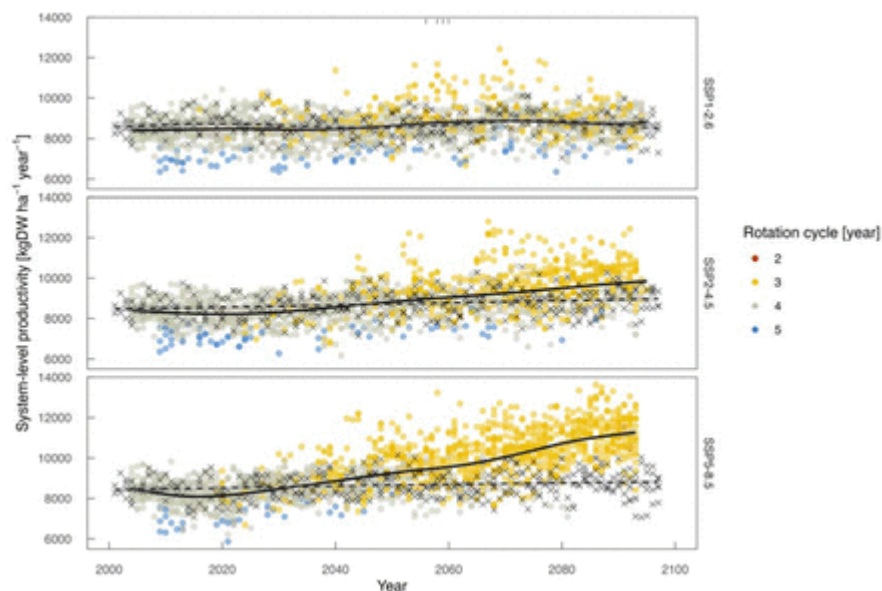 System-level productivity [kgDW ha⁻¹ year⁻¹]
14000
12000
10000
8000
6000
SSP1-2.6
14000
12000
10000
8000
6000
SSP2-4.5
14000
12000
10000
8000
6000
SSP5-8.5
2000 2020 2040 2060 2080 2100
Year
Rotation cycle [year]
2
3
4
5